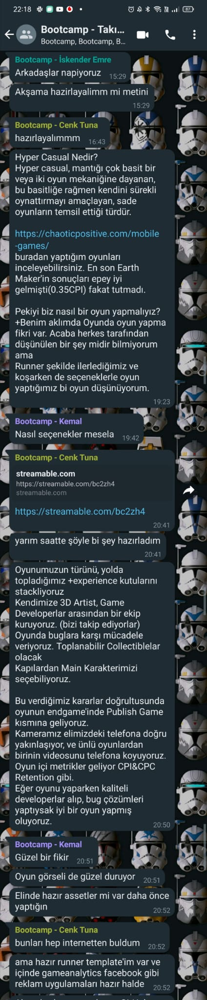 22:18
87
Bootcamp - Takı...
Bootcamp, Bootcamp, B...
Bootcamp - İskender Emre
Arkadaşlar napiyoruz 15:29
Akşama hazirlayalimm mi metini
15:29
Bootcamp - Cenk Tuna
hazırlayalımmm 16:43
Hyper Casual Nedir?
Hyper casual, mantığı çok basit bir
veya iki oyun mekaniğine dayanan,
bu basitliğe rağmen kendini sürekli
oynattırmayı amaçlayan, sade
oyunların temsil ettiği türdür.
https://chaoticpositive.com/mobile
-games/
buradan yaptığım oyunları
inceleyebilirsiniz. En son Earth
Maker'in sonuçları epey iyi
gelmişti(0.35CPI) fakat tutmadı.
Pekiyi biz nasıl bir oyun yapmalıyız?
+Benim aklımda Oyunda oyun yapma
fikri var. Acaba herkes tarafından
düşünülen bir şey midir bilmiyorum
ama
Runner şekilde ilerlediğimiz ve
koşarken de seçeneklerle oyun
yaptığımız bi oyun düşünüyorum.
19:23
Bootcamp - Kemal
Nasıl seçenekler mesela 19:42
Bootcamp - Cenk Tuna
streamable.com
https://streamable.com/bc2zh4
streamable.com
https://streamable.com/bc2zh4
20:41
yarım saatte şöyle bi şey hazırladım
20:41
Oyunumuzun türünü, yolda
topladığımız +experience kutularını
stackliyoruz
Kendimize 3D Artist, Game
Developerlar arasından bir ekip
kuruyoruz. (bizi takip ediyorlar)
Oyunda buglara karşı mücadele
veriyoruz. Toplanabilir Collectiblelar
olacak
Kapılardan Main Karakterimizi
seçebiliyoruz.
Bu verdiğimiz kararlar doğrultusunda
oyunun endgame'inde Publish Game
kısmına geliyoruz.
Kameramız elimizdeki telefona doğru
yakınlaşıyor, ve ünlü oyunlardan
birinin videosunu telefona koyuyoruz.
Oyun içi metrikler geliyor CPI&CPC
Retention gibi.
Eğer oyunu yaparken kaliteli
developerlar alıp, bug çözümleri
yaptıysak iyi bir oyun yapmış
oluyoruz. 20:50
Bootcamp - Kemal
Güzel bir fikir 20:51
Oyun görseli de güzel duruyor 20:51
Elinde hazır assetler mi var daha önce
yaptığın 20:52
Bootcamp - Cenk Tuna
bunları hep internetten buldum 20:52
ama hazır runner template'im var ve
içinde gameanalytics facebook gibi
reklam uygulamaları hazır halde 20:52